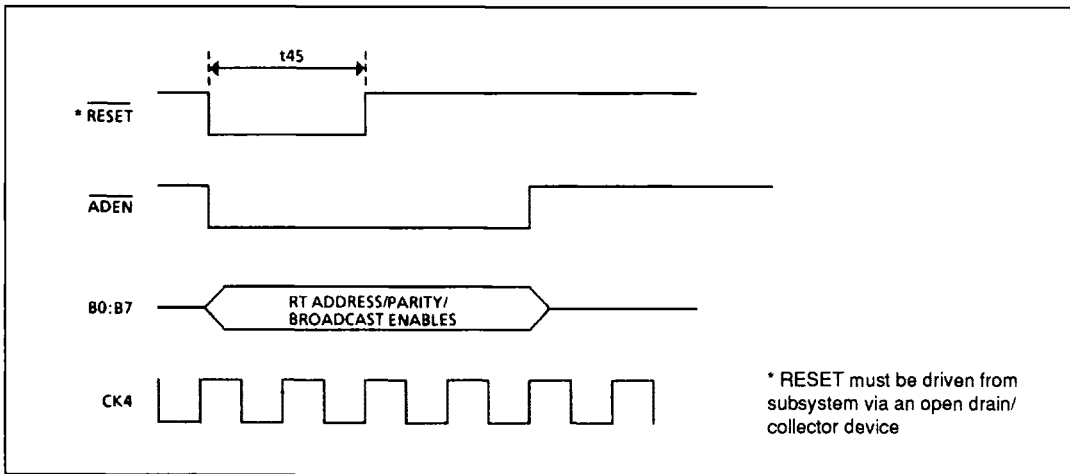 t45
* RESET
ADEN
B0:B7
RT ADDRESS/PARITY/
BROADCAST ENABLES
CK4
* RESET must be driven from
subsystem via an open drain/
collector device